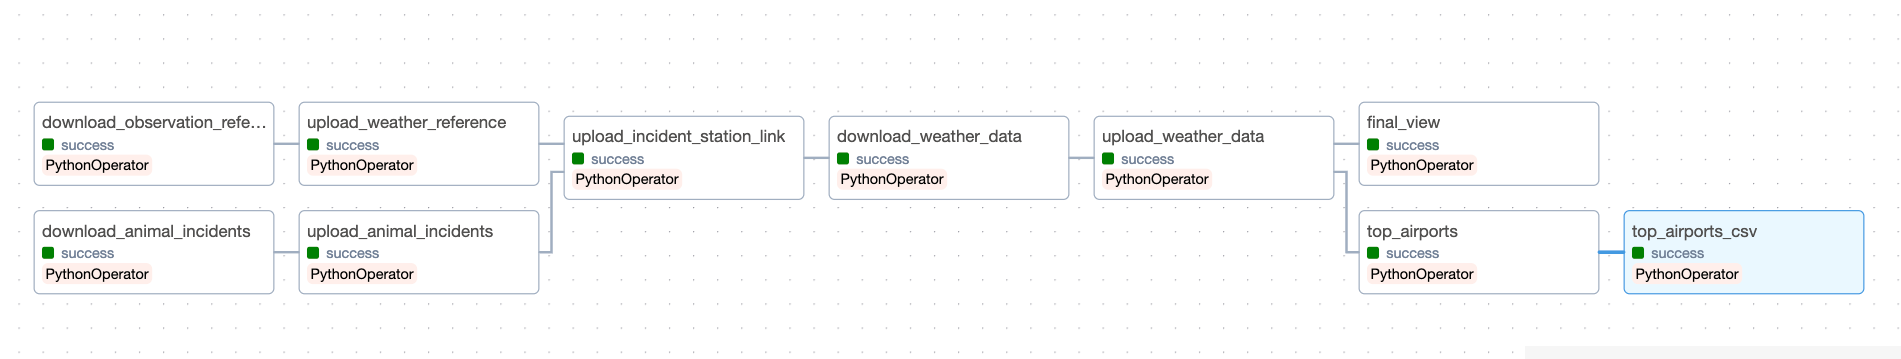 download_observation_refe...
success
PythonOperator
upload_weather_reference
success
PythonOperator
download_animal_incidents
success
PythonOperator
upload_animal_incidents
success
PythonOperator
upload_incident_station_link
success
PythonOperator
download_weather_data
success
PythonOperator
upload_weather_data
success
PythonOperator
final_view
success
PythonOperator
top_airports
success
PythonOperator
top_airports_csv
success
PythonOperator